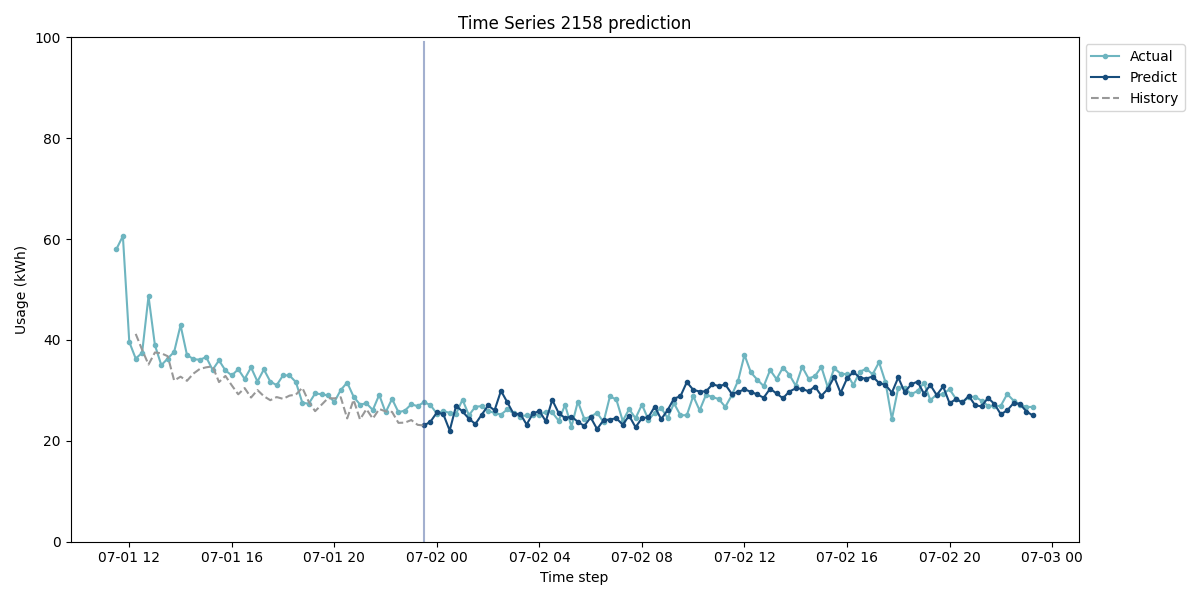 Time Series 2158 prediction
100
80
60
40
20
0
Usage (kWh)
07-01 12
07-01 16
07-01 20
07-02 00
07-02 04
07-02 08
07-02 12
07-02 16
07-02 20
07-03 00
Time step
Actual
Predict
History